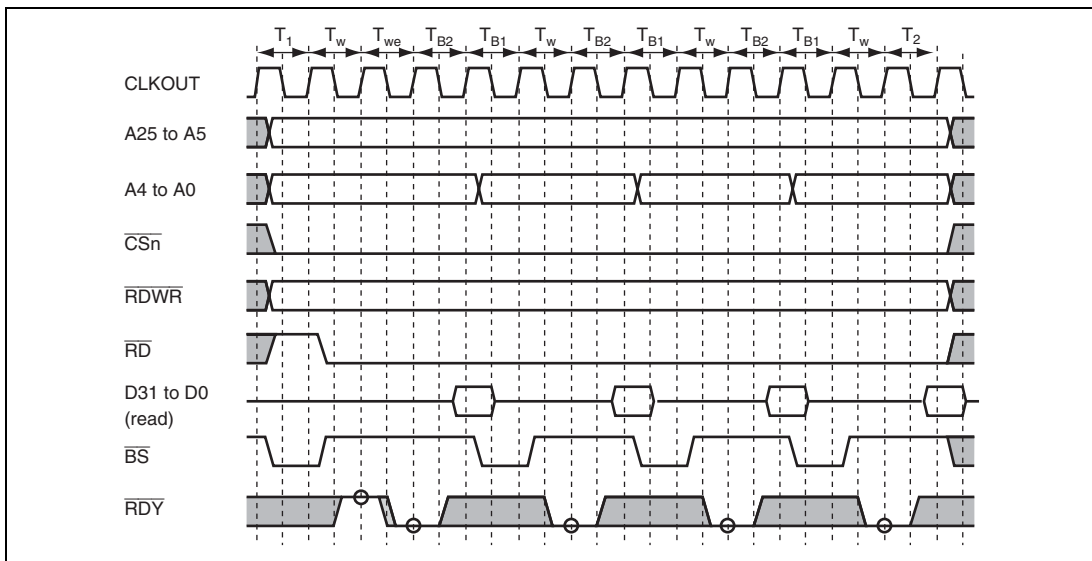 T1 Tw Twe TB2 TB1 Tw TB2 TB1 Tw TB2 TB1 Tw T2
CLKOUT
A25 to A5
A4 to A0
CSn
RDWR
RD
D31 to D0
(read)
BS
RDY